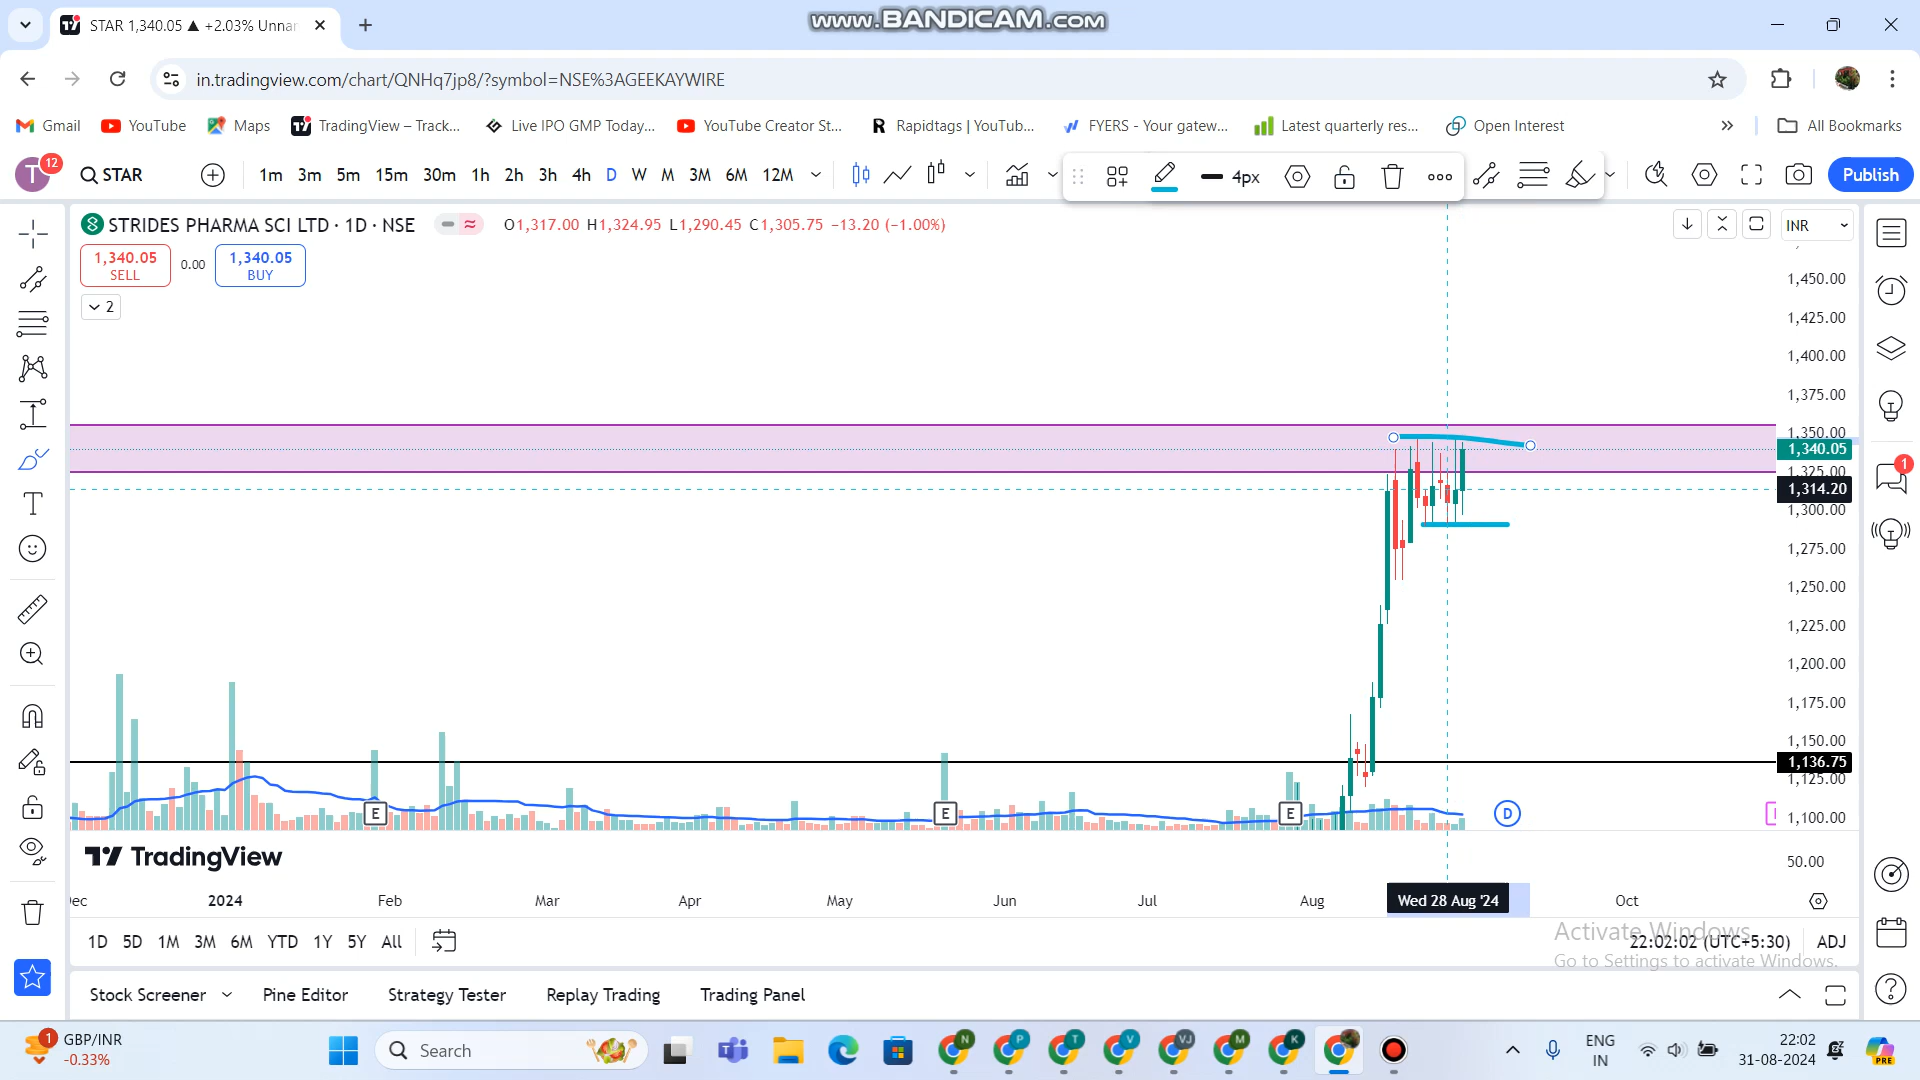 STAR 1,340.05 ▲ +2.03% Unnar
www.BANDICAM.com
in.tradingview.com/chart/QNHq7jp8/?symbol=NSE%3AGEEKAYWIRE
Gmail YouTube Maps TradingView – Track... Live IPO GMP Today... YouTube Creator St... Rapidtags | YouTub... FYERS - Your gatew... Latest quarterly res... Open Interest All Bookmarks
T 12 STAR 1m 3m 5m 15m 30m 1h 2h 3h 4h D W M 3M 6M 12M 4px Publish
STRIDES PHARMA SCI LTD · 1D · NSE O1,317.00 H1,324.95 L1,290.45 C1,305.75 −13.20 (−1.00%) INR
1,340.05 SELL 0.00 1,340.05 BUY
2
1,450.00
1,425.00
1,400.00
1,375.00
1,350.00
1,340.05
1,325.00
1,314.20
1,300.00
1,275.00
1,250.00
1,225.00
1,200.00
1,175.00
1,150.00
1,136.75
1,125.00
1,100.00
50.00
1
E E E D
TradingView
2024 Feb Mar Apr May Jun Jul Aug Wed 28 Aug '24 Oct
1D 5D 1M 3M 6M YTD 1Y 5Y All 22:02:02 (UTC+5:30) ADJ
Activate Windows
Go to Settings to activate Windows.
Stock Screener Pine Editor Strategy Tester Replay Trading Trading Panel
1 GBP/INR
-0.33%
Search
N P T V VJ M K
ENG
IN
22:02
31-08-2024
PRE